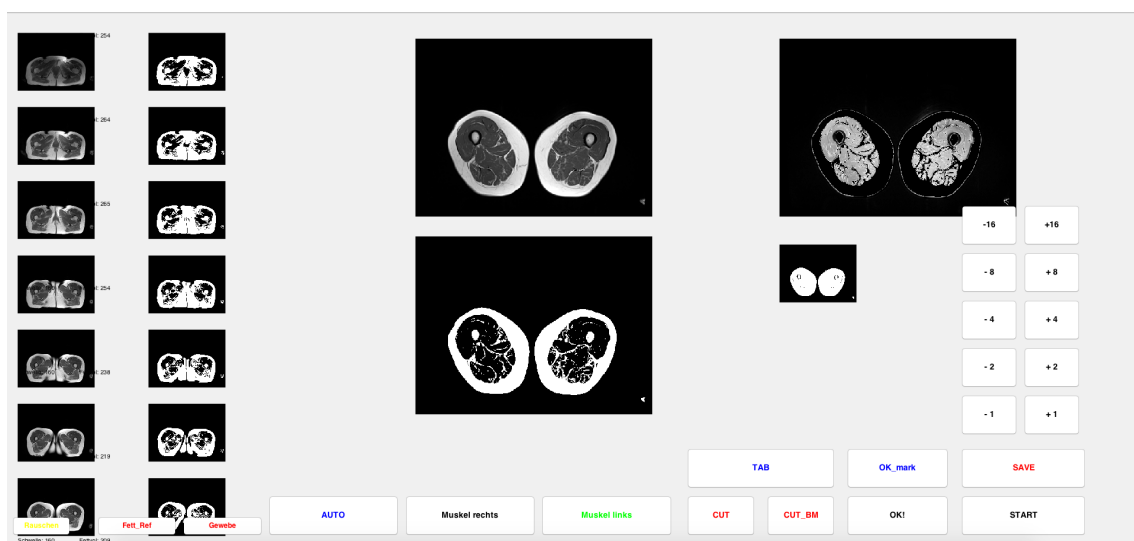 l: 254
l: 264
l: 265
l: 254
l: 238
l: 219
Rauschen
Fett_Ref
Gewebe
AUTO
Muskel rechts
Muskel links
TAB
OK_mark
SAVE
CUT
CUT_BM
OK!
START
-16
+16
- 8
+ 8
- 4
+ 4
- 2
+ 2
- 1
+ 1